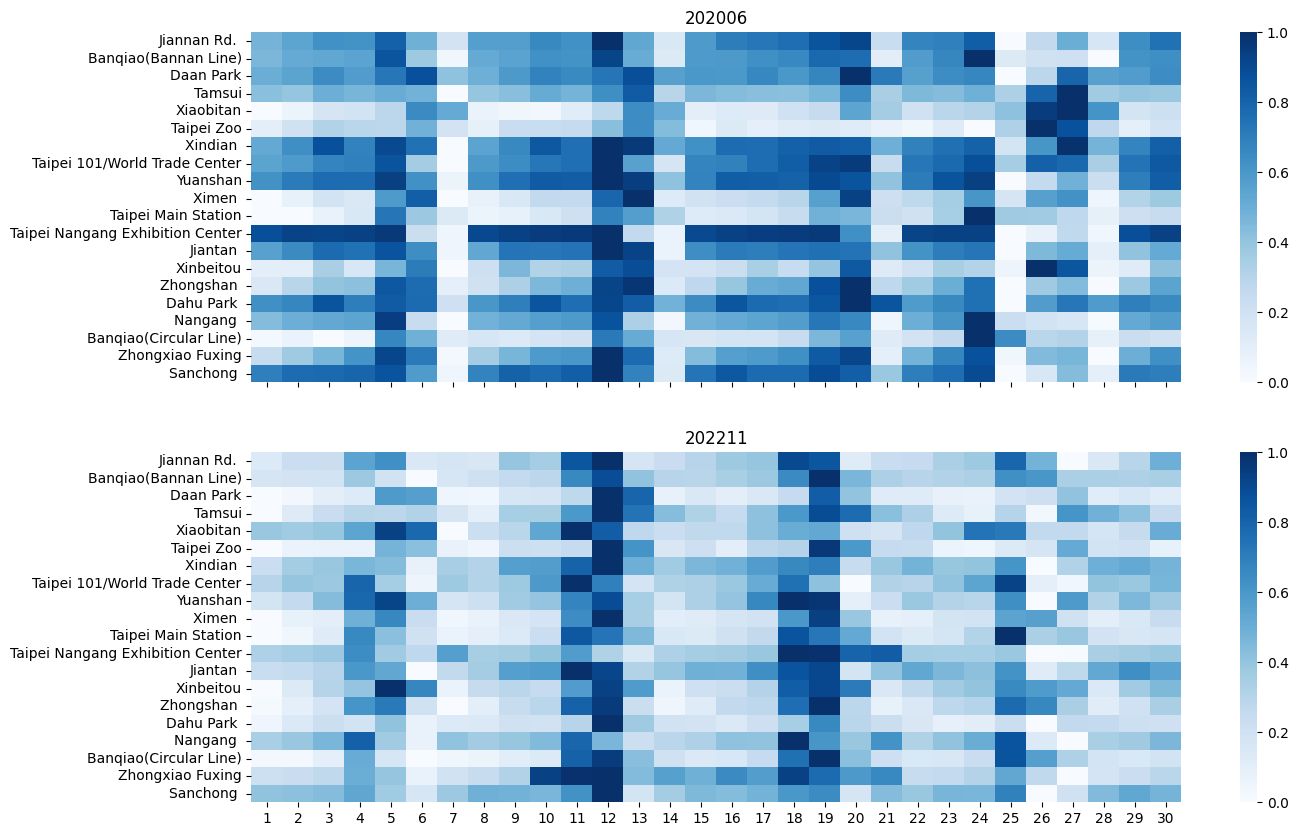 202006
Jiannan Rd.
Banqiao(Bannan Line)
Daan Park
Tamsui
Xiaobitan
Taipei Zoo
Xindian
Taipei 101/World Trade Center
Yuanshan
Ximen
Taipei Main Station
Taipei Nangang Exhibition Center
Jiantan
Xinbeitou
Zhongshan
Dahu Park
Nangang
Banqiao(Circular Line)
Zhongxiao Fuxing
Sanchong
1.0
0.8
0.6
0.4
0.2
0.0
202211
Jiannan Rd.
Banqiao(Bannan Line)
Daan Park
Tamsui
Xiaobitan
Taipei Zoo
Xindian
Taipei 101/World Trade Center
Yuanshan
Ximen
Taipei Main Station
Taipei Nangang Exhibition Center
Jiantan
Xinbeitou
Zhongshan
Dahu Park
Nangang
Banqiao(Circular Line)
Zhongxiao Fuxing
Sanchong
1 2 3 4 5 6 7 8 9 10 11 12 13 14 15 16 17 18 19 20 21 22 23 24 25 26 27 28 29 30
1.0
0.8
0.6
0.4
0.2
0.0